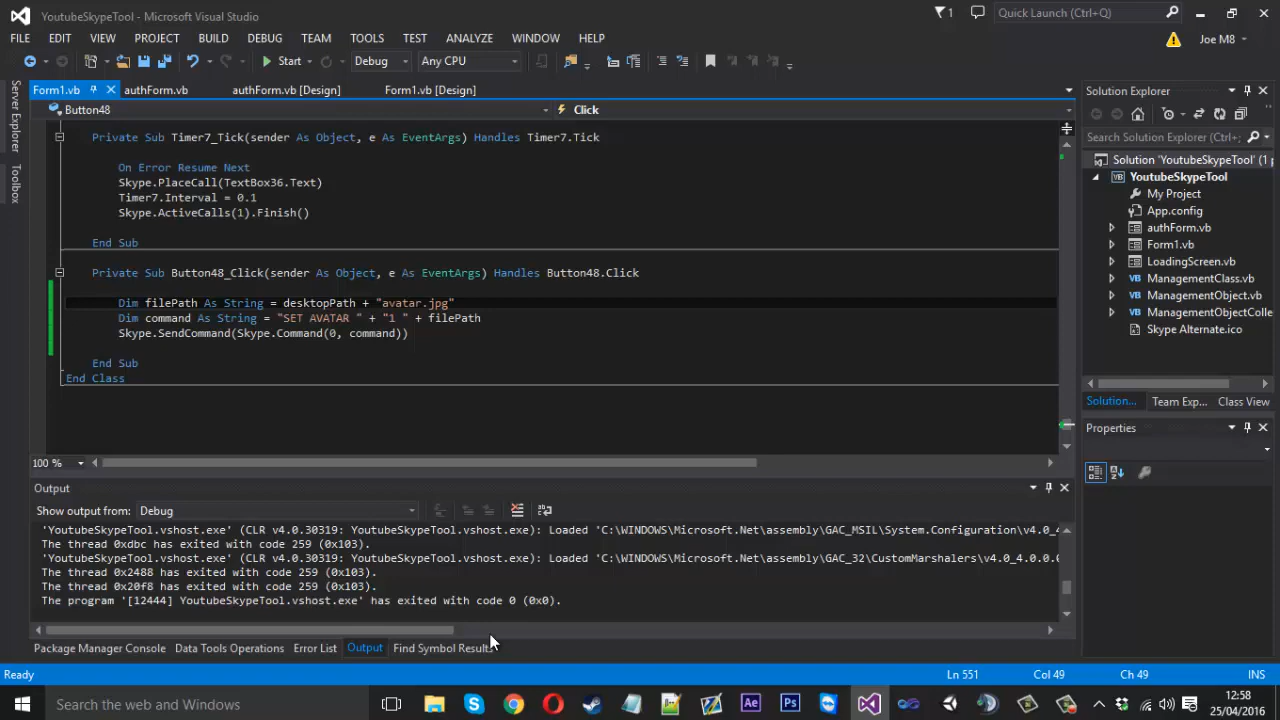 YoutubeSkypeTool - Microsoft Visual Studio
1
Quick Launch (Ctrl+Q)
FILE EDIT VIEW PROJECT BUILD DEBUG TEAM TOOLS TEST ANALYZE WINDOW HELP
Joe M8
Start
Debug
Any CPU
Server Explorer
Toolbox
Form1.vb
authForm.vb
authForm.vb [Design]
Form1.vb [Design]
Button48
Click
Private Sub Timer7_Tick(sender As Object, e As EventArgs) Handles Timer7.Tick
On Error Resume Next
Skype.PlaceCall(TextBox36.Text)
Timer7.Interval = 0.1
Skype.ActiveCalls(1).Finish()
End Sub
Private Sub Button48_Click(sender As Object, e As EventArgs) Handles Button48.Click
Dim filePath As String = desktopPath + "avatar.jpg"
Dim command As String = "SET AVATAR " + "1 " + filePath
Skype.SendCommand(Skype.Command(0, command))
End Sub
End Class
100 %
Output
Show output from: Debug
'YoutubeSkypeTool.vshost.exe' (CLR v4.0.30319: YoutubeSkypeTool.vshost.exe): Loaded 'C:\WINDOWS\Microsoft.Net\assembly\GAC_MSIL\System.Configuration\v4.0_4
The thread 0xdbc has exited with code 259 (0x103).
'YoutubeSkypeTool.vshost.exe' (CLR v4.0.30319: YoutubeSkypeTool.vshost.exe): Loaded 'C:\WINDOWS\Microsoft.Net\assembly\GAC_32\CustomMarshalers\v4.0_4.0.0.0
The thread 0x2488 has exited with code 259 (0x103).
The thread 0x20f8 has exited with code 259 (0x103).
The program '[12444] YoutubeSkypeTool.vshost.exe' has exited with code 0 (0x0).
Package Manager Console
Data Tools Operations
Error List
Output
Find Symbol Results
Solution Explorer
Search Solution Explorer (Ctrl+;)
Solution 'YoutubeSkypeTool' (1 p
YoutubeSkypeTool
My Project
App.config
authForm.vb
Form1.vb
LoadingScreen.vb
ManagementClass.vb
ManagementObject.vb
ManagementObjectColle
Skype Alternate.ico
Solution...
Team Exp...
Class View
Properties
Ready
Ln 551
Col 49
Ch 49
INS
Search the web and Windows
12:58
25/04/2016